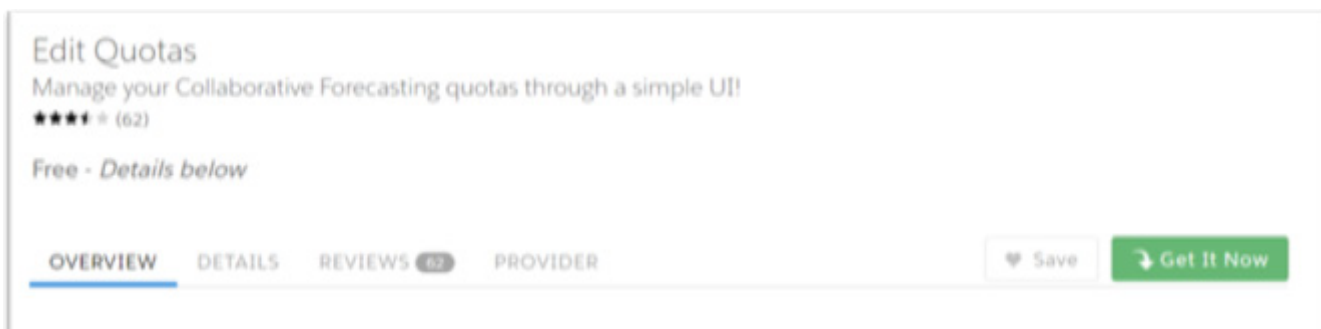 Edit Quotas
Manage your Collaborative Forecasting quotas through a simple UI!
(62)
Free - Details below
OVERVIEW DETAILS REVIEWS 62 PROVIDER Save Get It Now